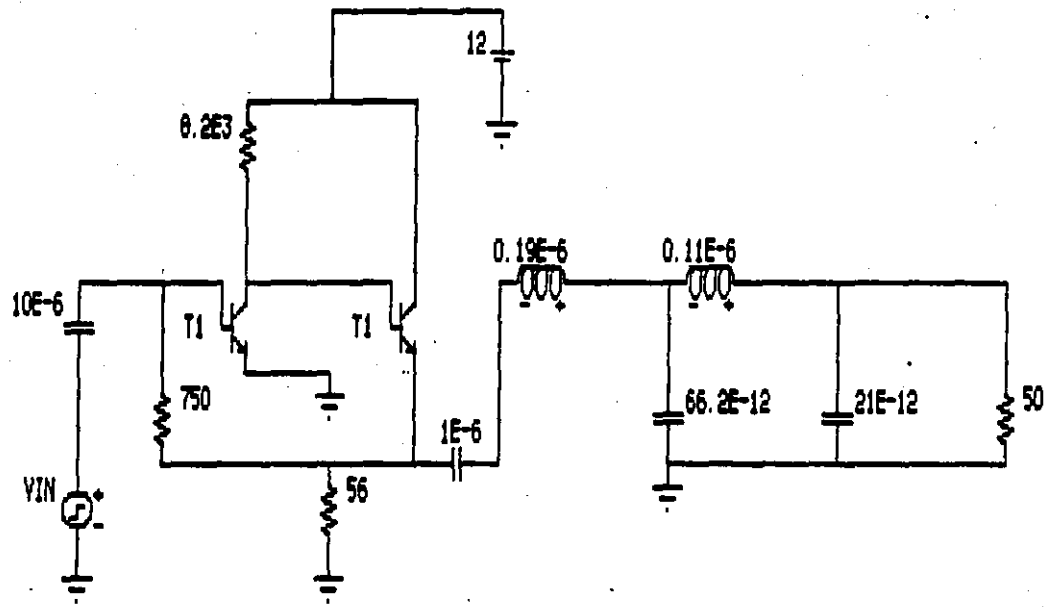 12
8.2E3
0.19E-6
0.11E-6
10E-6
T1
T1
750
66.2E-12
21E-12
50
1E-6
VIN
+
-
56
-
+
-
+